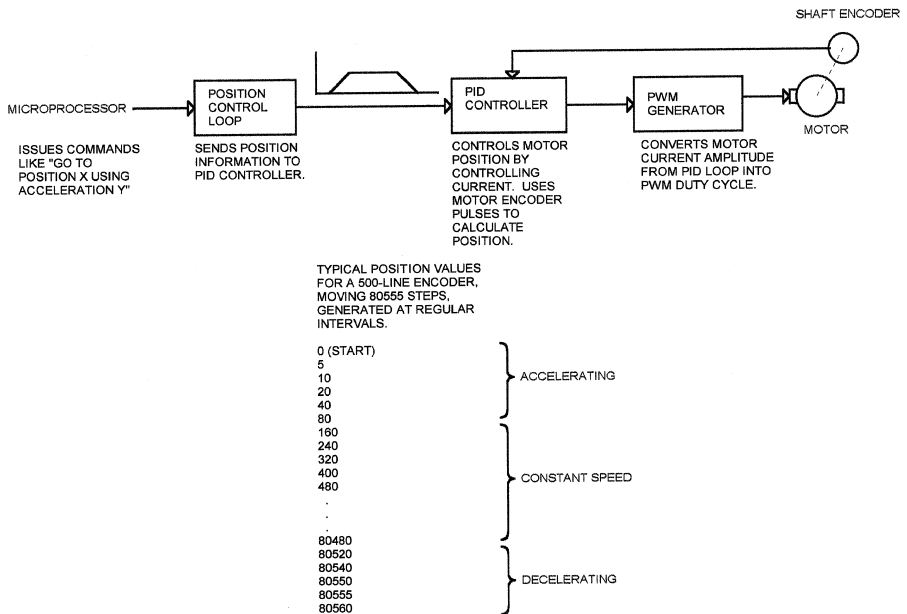 SHAFT ENCODER
MICROPROCESSOR
POSITION
CONTROL
LOOP
PID
CONTROLLER
PWM
GENERATOR
MOTOR
ISSUES COMMANDS
LIKE "GO TO
POSITION X USING
ACCELERATION Y"
SENDS POSITION
INFORMATION TO
PID CONTROLLER.
CONTROLS MOTOR
POSITION BY
CONTROLLING
CURRENT. USES
MOTOR ENCODER
PULSES TO
CALCULATE
POSITION.
CONVERTS MOTOR
CURRENT AMPLITUDE
FROM PID LOOP INTO
PWM DUTY CYCLE.
TYPICAL POSITION VALUES
FOR A 500-LINE ENCODER,
MOVING 80555 STEPS,
GENERATED AT REGULAR
INTERVALS.
0 (START)
5
10
20
40
80
ACCELERATING
160
240
320
400
480
.
.
.
CONSTANT SPEED
80480
80520
80540
80550
80555
80560
DECELERATING